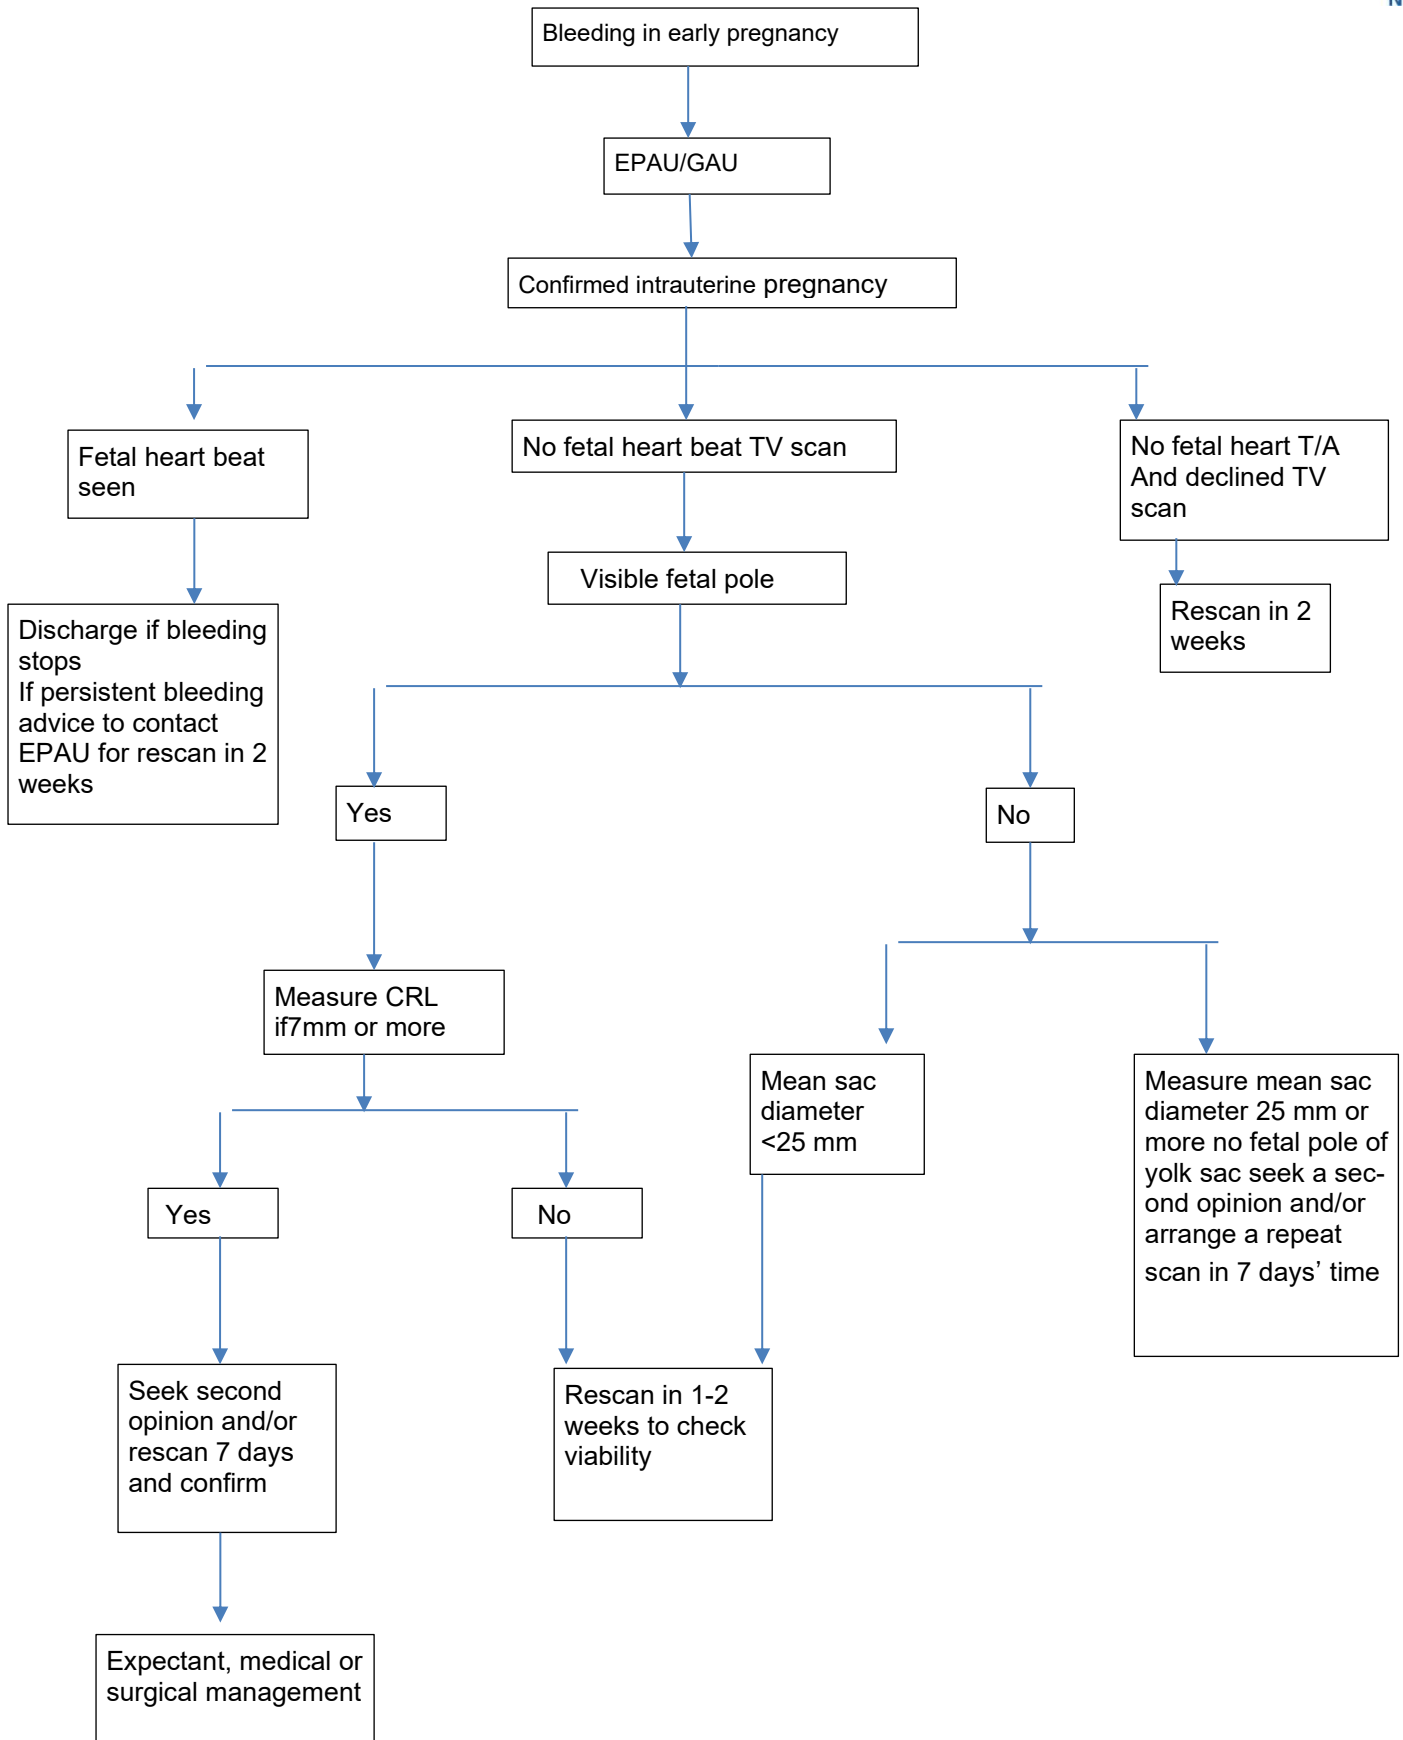 N
Bleeding in early pregnancy
EPAU/GAU
Confirmed intrauterine pregnancy
Fetal heart beat
seen
No fetal heart beat TV scan
No fetal heart T/A
And declined TV
scan
Visible fetal pole
Rescan in 2
weeks
Discharge if bleeding
stops
If persistent bleeding
advice to contact
EPAU for rescan in 2
weeks
Yes
No
Measure CRL
if7mm or more
Mean sac
diameter
<25 mm
Measure mean sac
diameter 25 mm or
more no fetal pole of
yolk sac seek a sec-
ond opinion and/or
arrange a repeat
scan in 7 days’ time
Yes
No
Seek second
opinion and/or
rescan 7 days
and confirm
Rescan in 1-2
weeks to check
viability
Expectant, medical or
surgical management